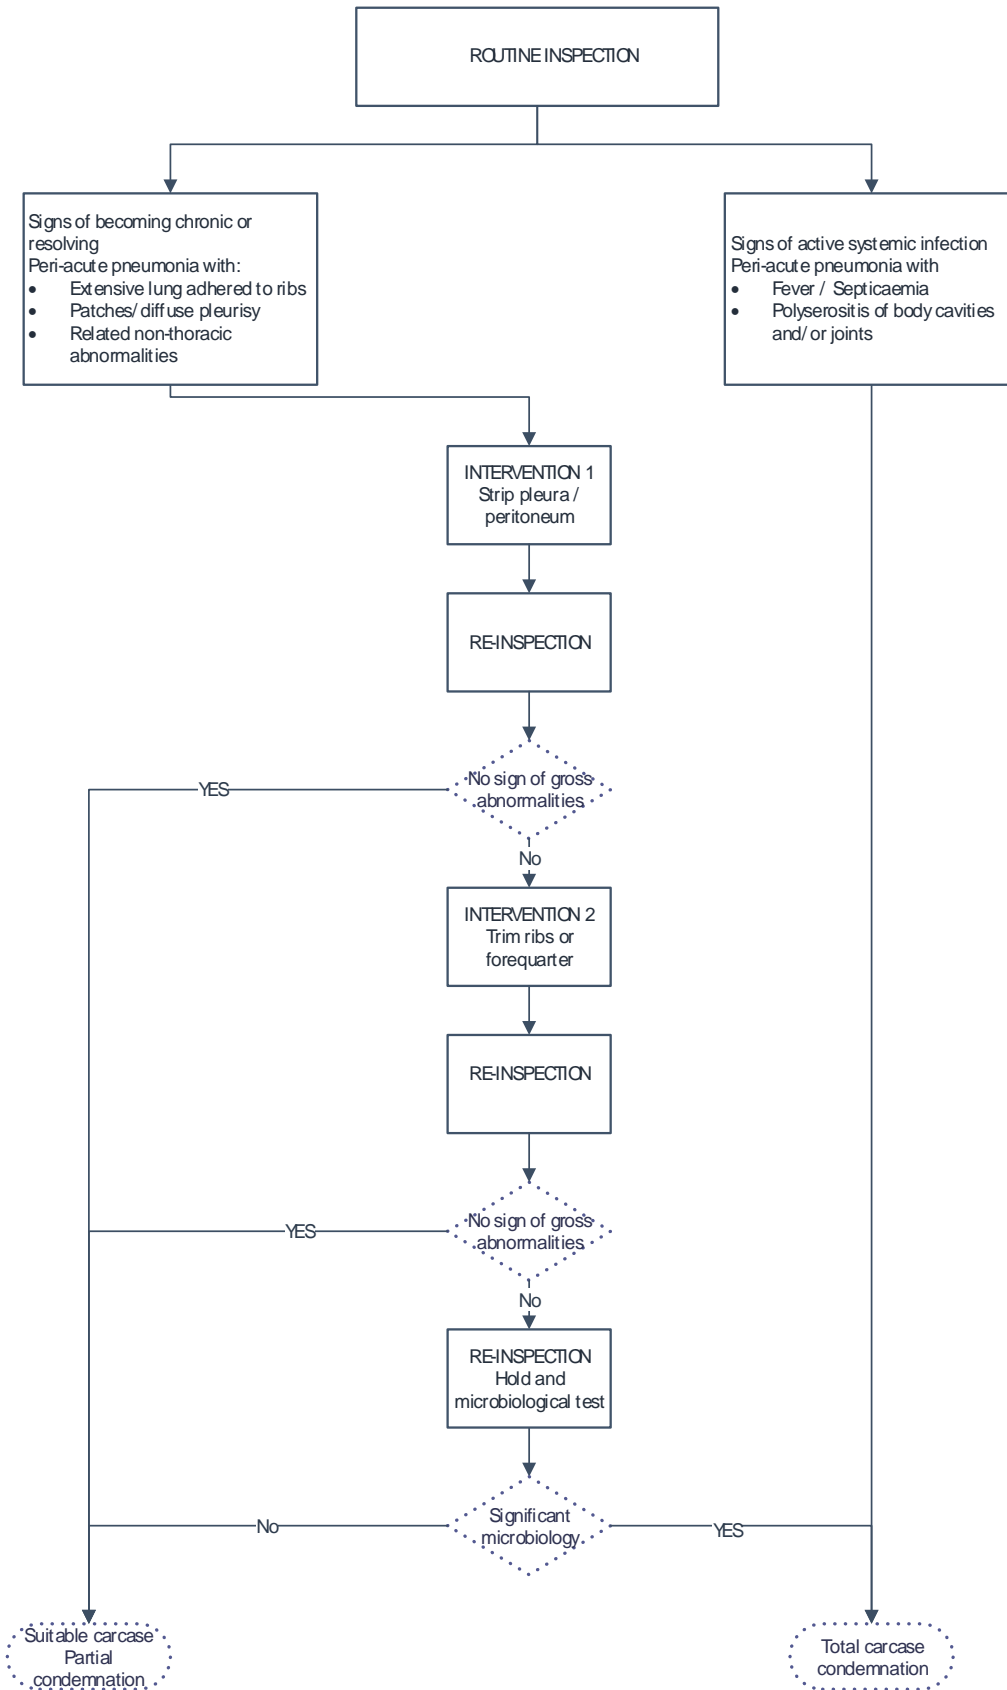 ROUTINE INSPECTION
Signs of becoming chronic or
resolving
Peri-acute pneumonia with:
• Extensive lung adhered to ribs
• Patches/ diffuse pleurisy
• Related non-thoracic
abnormalities
Signs of active systemic infection
Peri-acute pneumonia with
• Fever / Septicaemia
• Polyserositis of body cavities
and/ or joints
INTERVENTION 1
Strip pleura /
peritoneum
RE-INSPECTION
No sign of gross
abnormalities
YES
No
INTERVENTION 2
Trim ribs or
forequarter
RE-INSPECTION
No sign of gross
abnormalities
YES
No
RE-INSPECTION
Hold and
microbiological test
Significant
microbiology
No
YES
Suitable carcase
Partial
condemnation
Total carcase
condemnation